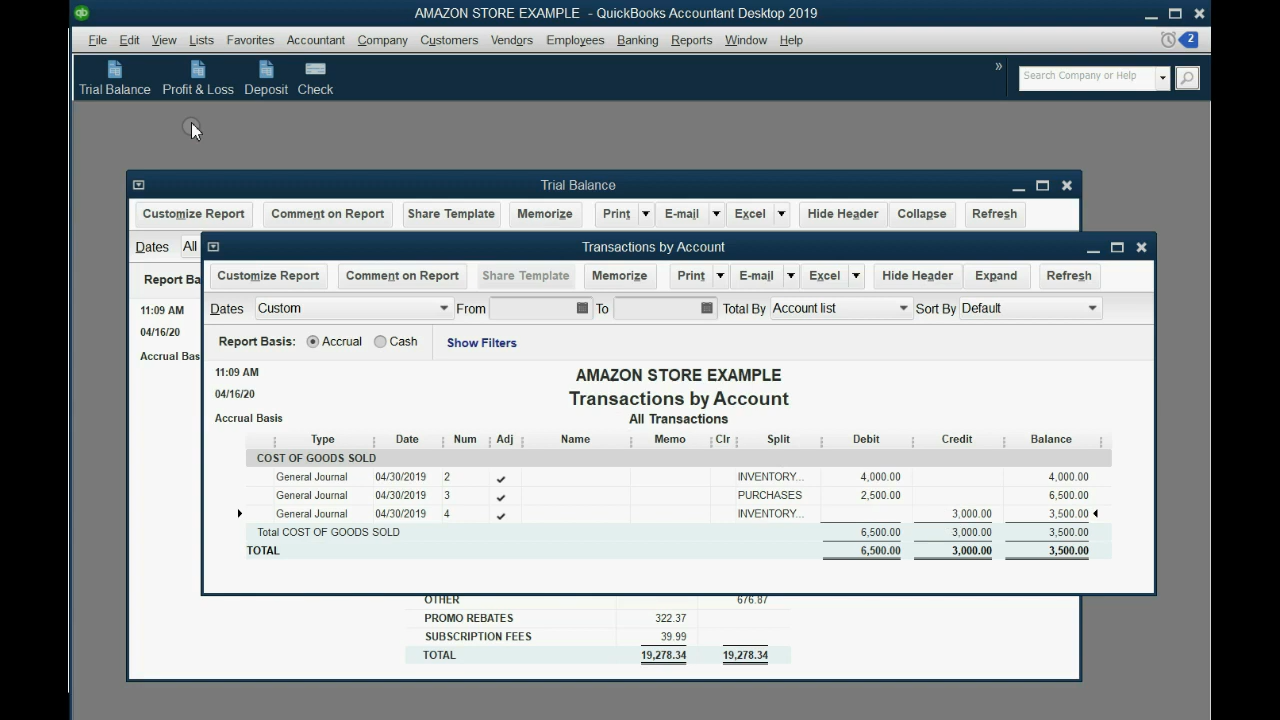 AMAZON STORE EXAMPLE - QuickBooks Accountant Desktop 2019
File Edit View Lists Favorites Accountant Company Customers Vendors Employees Banking Reports Window Help 2
Trial Balance Profit & Loss Deposit Check » Search Company or Help
Trial Balance
Customize Report Comment on Report Share Template Memorize Print E-mail Excel Hide Header Collapse Refresh
Dates All
Transactions by Account
Customize Report Comment on Report Share Template Memorize Print E-mail Excel Hide Header Expand Refresh
Report Ba
Dates Custom From To Total By Account list Sort By Default
11:09 AM
04/16/20
Accrual Bas
Report Basis: Accrual Cash Show Filters
11:09 AM
AMAZON STORE EXAMPLE
04/16/20
Transactions by Account
Accrual Basis
All Transactions
Type Date Num Adj Name Memo Clr Split Debit Credit Balance
COST OF GOODS SOLD
General Journal 04/30/2019 2 INVENTORY... 4,000.00 4,000.00
General Journal 04/30/2019 3 PURCHASES 2,500.00 6,500.00
General Journal 04/30/2019 4 INVENTORY... 3,000.00 3,500.00
Total COST OF GOODS SOLD 6,500.00 3,000.00 3,500.00
TOTAL 6,500.00 3,000.00 3,500.00
OTHER 676.87
PROMO REBATES 322.37
SUBSCRIPTION FEES 39.99
TOTAL 19,278.34 19,278.34